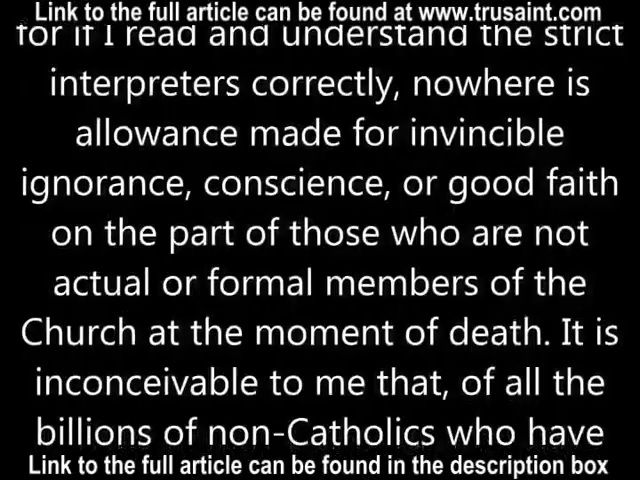 Link to the full article can be found at www.trusaint.com
for if I read and understand the strict
interpreters correctly, nowhere is
allowance made for invincible
ignorance, conscience, or good faith
on the part of those who are not
actual or formal members of the
Church at the moment of death. It is
inconceivable to me that, of all the
billions of non-Catholics who have
Link to the full article can be found in the description box